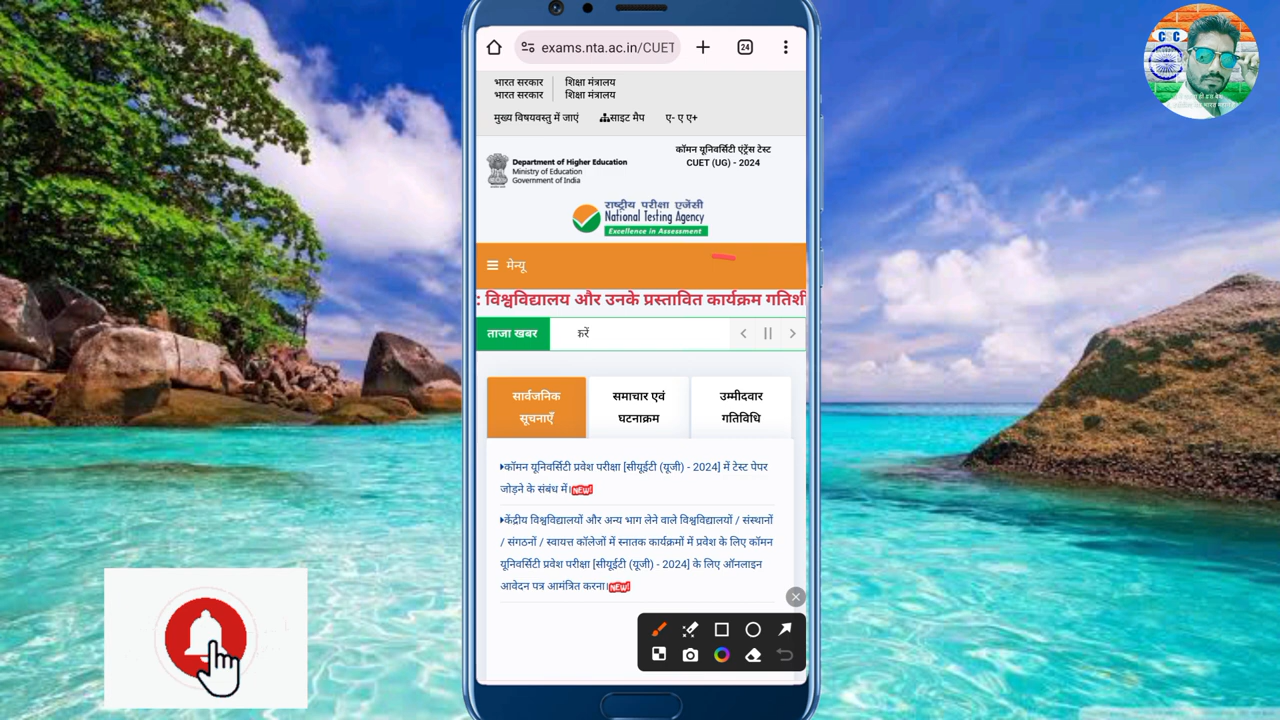 CSC
exams.nta.ac.in/CUET
24
भारत सरकार
शिक्षा मंत्रालय
भारत सरकार
शिक्षा मंत्रालय
मुख्य विषयवस्तु में जाएं
साइट मैप
ए- ए ए+
कॉमन यूनिवर्सिटी एंट्रेंस टेस्ट
CUET (UG) - 2024
Department of Higher Education
Ministry of Education
Government of India
राष्ट्रीय परीक्षा एजेंसी
National Testing Agency
Excellence in Assessment
मेन्यू
: विश्वविद्यालय और उनके प्रस्तावित कार्यक्रम
ताजा खबर
सार्वजनिक
सूचनाएँ
समाचार एवं
घटनाक्रम
उम्मीदवार
गतिविधि
कॉमन यूनिवर्सिटी प्रवेश परीक्षा [सीयूईटी (यूजी) - 2024] में टेस्ट पेपर
जोड़ने के संबंध में। NEW!
केंद्रीय विश्वविद्यालयों और अन्य भाग लेने वाले विश्वविद्यालयों / संस्थानों
/ संगठनों / स्वायत्त कॉलेजों में स्नातक कार्यक्रमों में प्रवेश के लिए कॉमन
यूनिवर्सिटी प्रवेश परीक्षा [सीयूईटी (यूजी) - 2024] के लिए ऑनलाइन
आवेदन पत्र आमंत्रित करना। NEW!